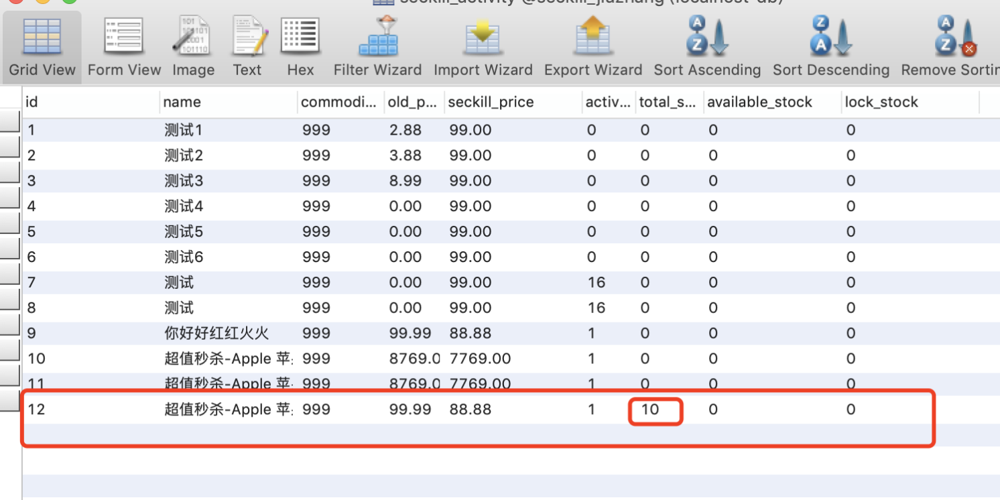 seckill_activity @seckill_jiuzhang (localhost-db)
Grid View Form View Image Text Hex Filter Wizard Import Wizard Export Wizard Sort Ascending Sort Descending Remove Sortin
id name commodi... old_p... seckill_price activ... total_s... available_stock lock_stock
1 测试1 999 2.88 99.00 0 0 0 0
2 测试2 999 3.88 99.00 0 0 0 0
3 测试3 999 8.99 99.00 0 0 0 0
4 测试4 999 0.00 99.00 0 0 0 0
5 测试5 999 0.00 99.00 0 0 0 0
6 测试6 999 0.00 99.00 0 0 0 0
7 测试 999 0.00 99.00 16 0 0 0
8 测试 999 0.00 99.00 16 0 0 0
9 你好好红红火火 999 99.99 88.88 1 0 0 0
10 超值秒杀-Apple 苹 999 8769.0 7769.00 1 0 0 0
11 超值秒杀-Apple 苹 999 8769.0 7769.00 1 0 0 0
12 超值秒杀-Apple 苹 999 99.99 88.88 1 10 0 0